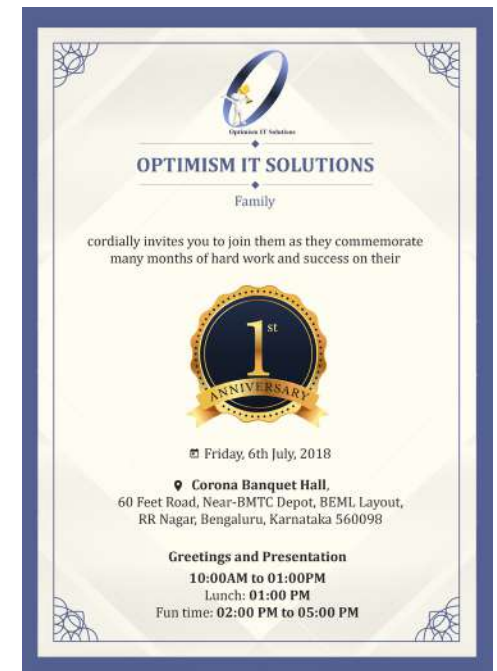 Optimism IT Solutions
OPTIMISM IT SOLUTIONS
Family
cordially invites you to join them as they commemorate
many months of hard work and success on their
1st
ANNIVERSARY
Friday, 6th July, 2018
Corona Banquet Hall,
60 Feet Road, Near-BMTC Depot, BEML Layout,
RR Nagar, Bengaluru, Karnataka 560098
Greetings and Presentation
10:00AM to 01:00PM
Lunch: 01:00 PM
Fun time: 02:00 PM to 05:00 PM